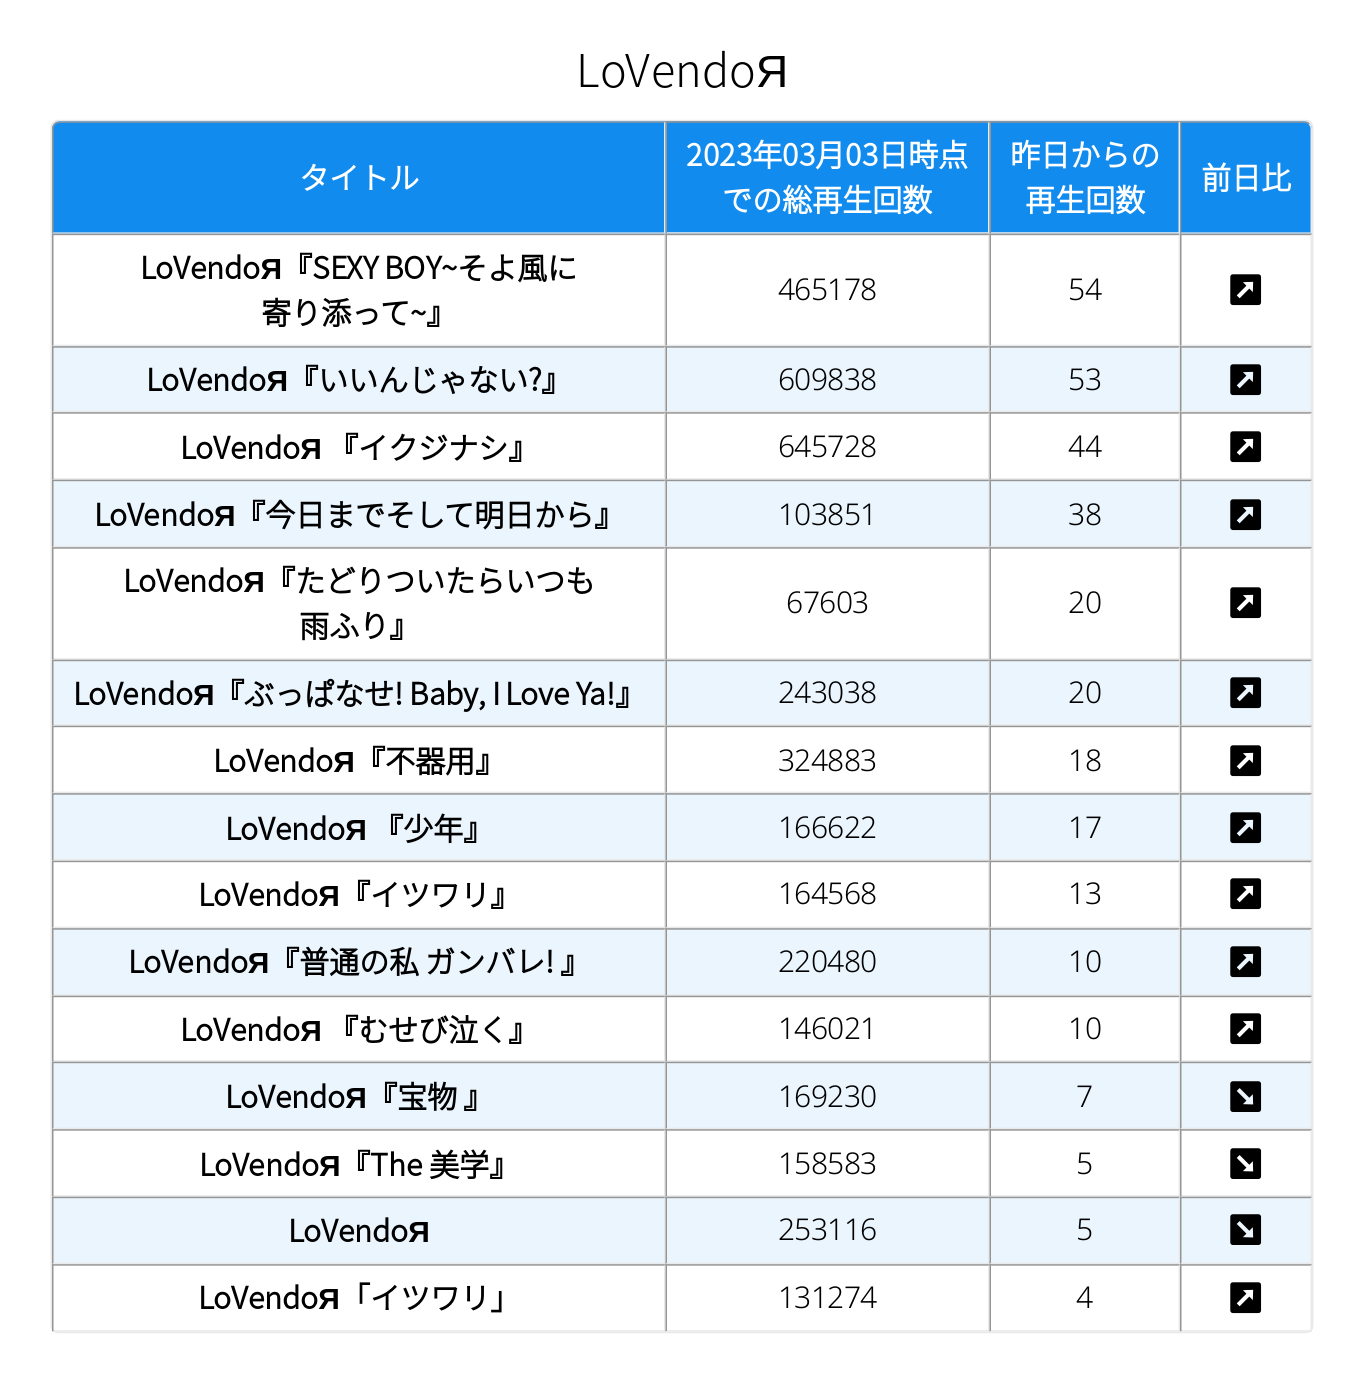 LoVendoЯ
タイトル
2023年03月03日時点
での総再生回数
昨日からの
再生回数
前日比
LoVendoЯ『SEXY BOY~そよ風に
寄り添って~』
465178
54
LoVendoЯ『いいんじゃない?』
609838
53
LoVendoЯ 『イクジナシ』
645728
44
LoVendoЯ『今日までそして明日から』
103851
38
LoVendoЯ『たどりついたらいつも
雨ふり』
67603
20
LoVendoЯ『ぶっぱなせ! Baby, I Love Ya!』
243038
20
LoVendoЯ『不器用』
324883
18
LoVendoЯ 『少年』
166622
17
LoVendoЯ『イツワリ』
164568
13
LoVendoЯ『普通の私 ガンバレ! 』
220480
10
LoVendoЯ 『むせび泣く』
146021
10
LoVendoЯ『宝物 』
169230
7
LoVendoЯ『The 美学』
158583
5
LoVendoЯ
253116
5
LoVendoЯ「イツワリ」
131274
4